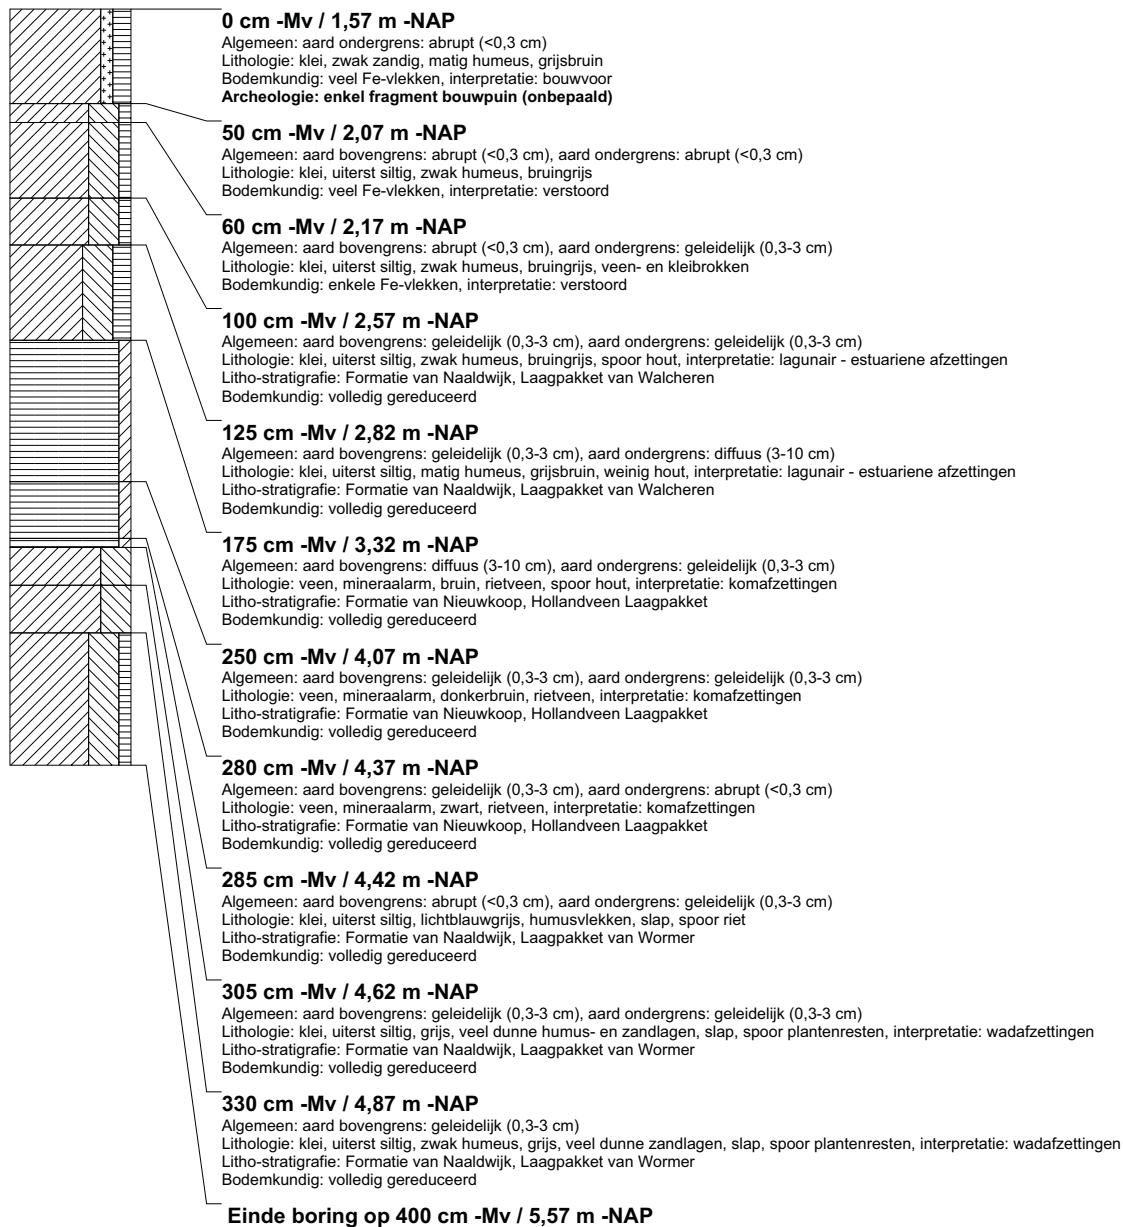 0 cm -Mv / 1,57 m -NAP
Algemeen: aard ondergrens: abrupt (<0,3 cm)
Lithologie: klei, zwak zandig, matig humeus, grijsbruin
Bodemkundig: veel Fe-vlekken, interpretatie: bouwvoor
Archeologie: enkel fragment bouwpuin (onbepaald)
50 cm -Mv / 2,07 m -NAP
Algemeen: aard bovengrens: abrupt (<0,3 cm), aard ondergrens: abrupt (<0,3 cm)
Lithologie: klei, uiterst siltig, zwak humeus, bruingrijs
Bodemkundig: veel Fe-vlekken, interpretatie: verstoord
60 cm -Mv / 2,17 m -NAP
Algemeen: aard bovengrens: abrupt (<0,3 cm), aard ondergrens: geleidelijk (0,3-3 cm)
Lithologie: klei, uiterst siltig, zwak humeus, bruingrijs, veen- en kleibrokken
Bodemkundig: enkele Fe-vlekken, interpretatie: verstoord
100 cm -Mv / 2,57 m -NAP
Algemeen: aard bovengrens: geleidelijk (0,3-3 cm), aard ondergrens: geleidelijk (0,3-3 cm)
Lithologie: klei, uiterst siltig, zwak humeus, bruingrijs, spoor hout, interpretatie: lagunair - estuariene afzettingen
Litho-stratigrafie: Formatie van Naaldwijk, Laagpakket van Walcheren
Bodemkundig: volledig gereduceerd
125 cm -Mv / 2,82 m -NAP
Algemeen: aard bovengrens: geleidelijk (0,3-3 cm), aard ondergrens: diffuus (3-10 cm)
Lithologie: klei, uiterst siltig, matig humeus, grijsbruin, weinig hout, interpretatie: lagunair - estuariene afzettingen
Litho-stratigrafie: Formatie van Naaldwijk, Laagpakket van Walcheren
Bodemkundig: volledig gereduceerd
175 cm -Mv / 3,32 m -NAP
Algemeen: aard bovengrens: diffuus (3-10 cm), aard ondergrens: geleidelijk (0,3-3 cm)
Lithologie: veen, mineraalarm, bruin, rietveen, spoor hout, interpretatie: komafzettingen
Litho-stratigrafie: Formatie van Nieuwkoop, Hollandveen Laagpakket
Bodemkundig: volledig gereduceerd
250 cm -Mv / 4,07 m -NAP
Algemeen: aard bovengrens: geleidelijk (0,3-3 cm), aard ondergrens: geleidelijk (0,3-3 cm)
Lithologie: veen, mineraalarm, donkerbruin, rietveen, interpretatie: komafzettingen
Litho-stratigrafie: Formatie van Nieuwkoop, Hollandveen Laagpakket
Bodemkundig: volledig gereduceerd
280 cm -Mv / 4,37 m -NAP
Algemeen: aard bovengrens: geleidelijk (0,3-3 cm), aard ondergrens: abrupt (<0,3 cm)
Lithologie: veen, mineraalarm, zwart, rietveen, interpretatie: komafzettingen
Litho-stratigrafie: Formatie van Nieuwkoop, Hollandveen Laagpakket
Bodemkundig: volledig gereduceerd
285 cm -Mv / 4,42 m -NAP
Algemeen: aard bovengrens: abrupt (<0,3 cm), aard ondergrens: geleidelijk (0,3-3 cm)
Lithologie: klei, uiterst siltig, lichtblauwgrijs, humusvlekken, slap, spoor riet
Litho-stratigrafie: Formatie van Naaldwijk, Laagpakket van Wormer
Bodemkundig: volledig gereduceerd
305 cm -Mv / 4,62 m -NAP
Algemeen: aard bovengrens: geleidelijk (0,3-3 cm), aard ondergrens: geleidelijk (0,3-3 cm)
Lithologie: klei, uiterst siltig, grijs, veel dunne humus- en zandlagen, slap, spoor plantenresten, interpretatie: wadafzettingen
Litho-stratigrafie: Formatie van Naaldwijk, Laagpakket van Wormer
Bodemkundig: volledig gereduceerd
330 cm -Mv / 4,87 m -NAP
Algemeen: aard bovengrens: geleidelijk (0,3-3 cm)
Lithologie: klei, uiterst siltig, zwak humeus, grijs, veel dunne zandlagen, slap, spoor plantenresten, interpretatie: wadafzettingen
Litho-stratigrafie: Formatie van Naaldwijk, Laagpakket van Wormer
Bodemkundig: volledig gereduceerd
Einde boring op 400 cm -Mv / 5,57 m -NAP